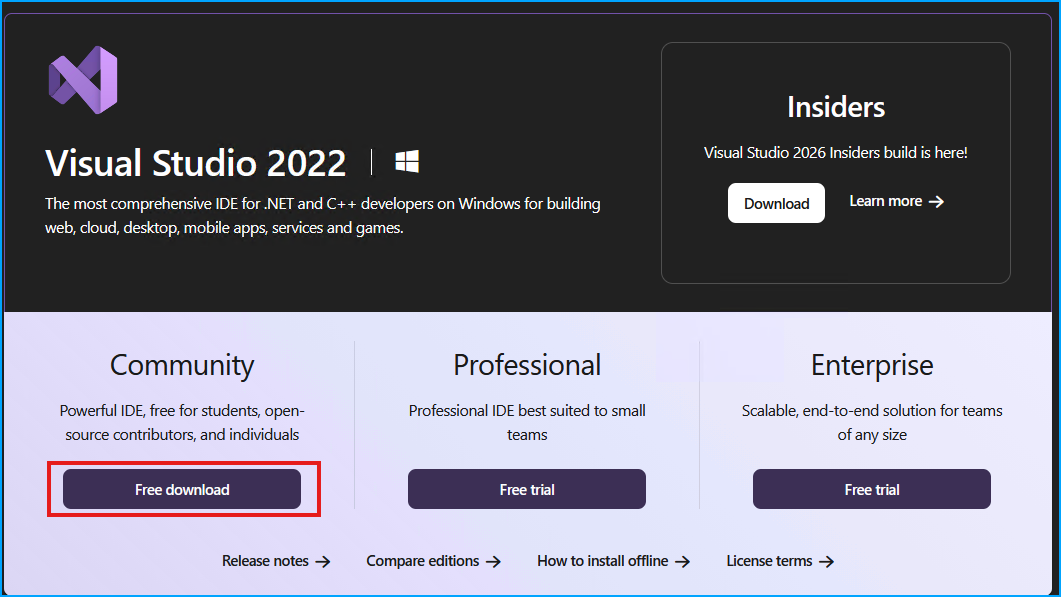 Visual Studio 2022
The most comprehensive IDE for .NET and C++ developers on Windows for building
web, cloud, desktop, mobile apps, services and games.
Insiders
Visual Studio 2026 Insiders build is here!
Download
Learn more
Community
Powerful IDE, free for students, open-
source contributors, and individuals
Free download
Professional
Professional IDE best suited to small
teams
Free trial
Enterprise
Scalable, end-to-end solution for teams
of any size
Free trial
Release notes
Compare editions
How to install offline
License terms